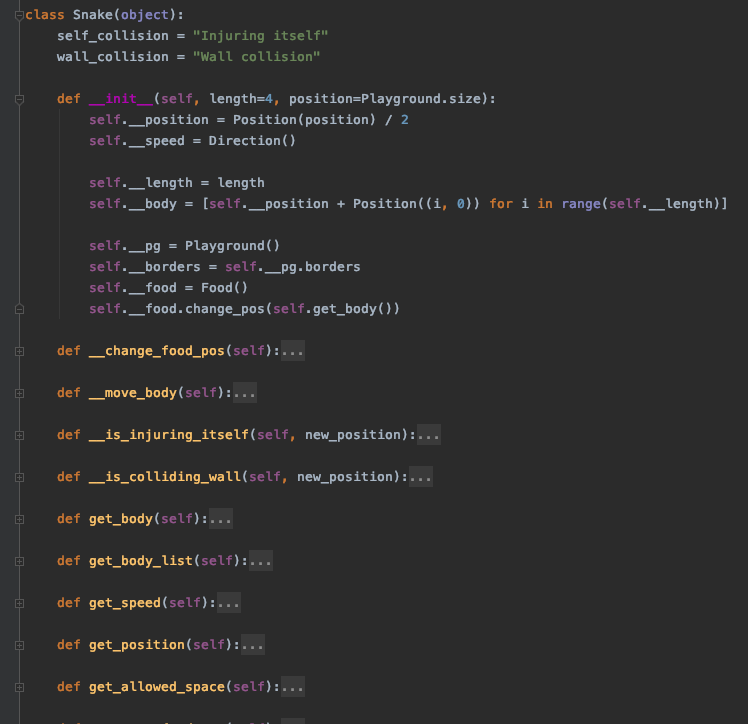 class Snake(object):
    self_collision = "Injuring itself"
    wall_collision = "Wall collision"
    def __init__(self, length=4, position=Playground.size):
        self.__position = Position(position) / 2
        self.__speed = Direction()
        self.__length = length
        self.__body = [self.__position + Position((i, 0)) for i in range(self.__length)]
        self.__pg = Playground()
        self.__borders = self.__pg.borders
        self.__food = Food()
        self.__food.change_pos(self.get_body())
    def __change_food_pos(self):...
    def __move_body(self):...
    def __is_injuring_itself(self, new_position):...
    def __is_colliding_wall(self, new_position):...
    def get_body(self):...
    def get_body_list(self):...
    def get_speed(self):...
    def get_position(self):...
    def get_allowed_space(self):...